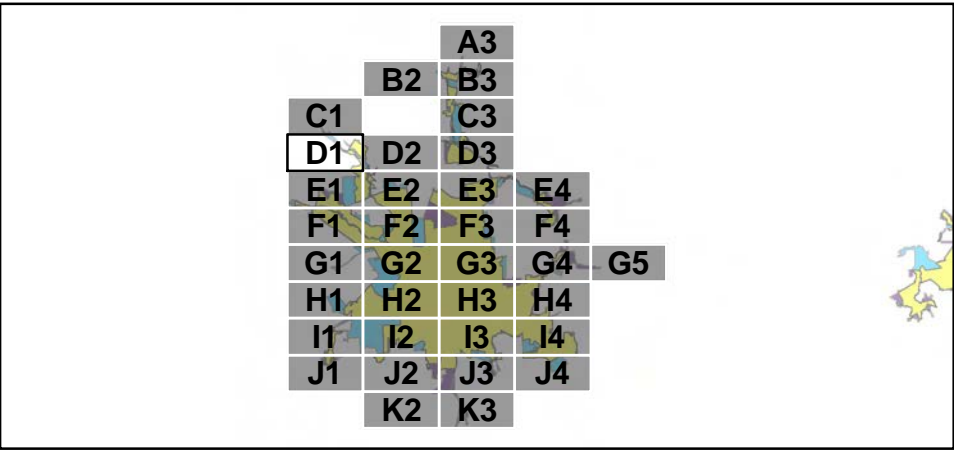 A3
B2 B3
C1 C3
D1 D2 D3
E1 E2 E3 E4
F1 F2 F3 F4
G1 G2 G3 G4 G5
H1 H2 H3 H4
I1 I2 I3 I4
J1 J2 J3 J4
K2 K3